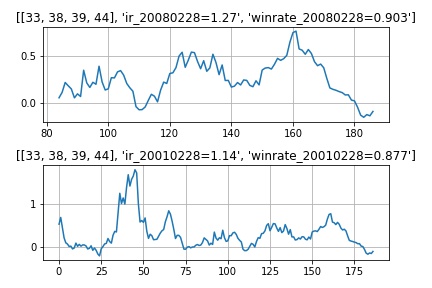 [[33, 38, 39, 44], 'ir_20080228=1.27', 'winrate_20080228=0.903']
0.5
0.0
80 100 120 140 160 180
[[33, 38, 39, 44], 'ir_20010228=1.14', 'winrate_20010228=0.877']
1
0
0 25 50 75 100 125 150 175